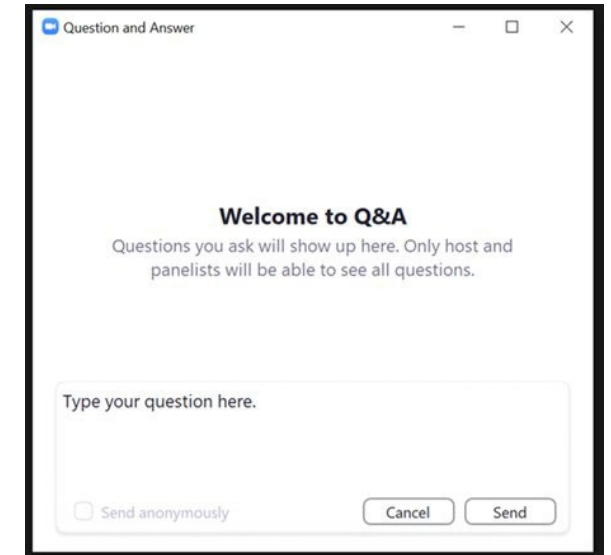 Question and Answer
Welcome to Q&A
Questions you ask will show up here. Only host and
panelists will be able to see all questions.
Type your question here.
Send anonymously
Cancel
Send